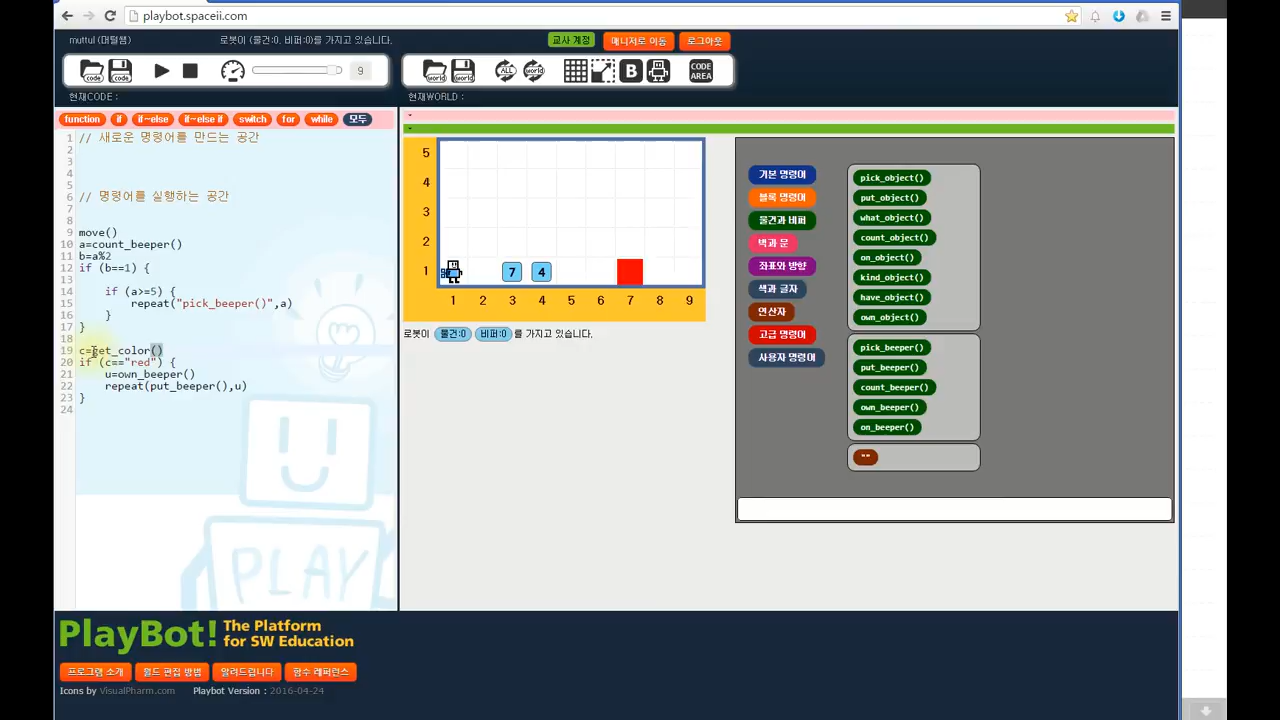 playbot.spaceii.com
muttul (머털쌤)
로봇이 (물건:0, 비퍼:0)를 가지고 있습니다.
교사 계정
매니저로 이동
로그아웃
code
code
9
world
world
ALL
world
B
CODE AREA
현재CODE :
현재WORLD :
function
if
if~else
if~else if
switch
for
while
모두
1 // 새로운 명령어를 만드는 공간
2
3
4
5
6 // 명령어를 실행하는 공간
7
8
9 move()
10 a=count_beeper()
11 b=a%2
12 if (b==1) {
13
14 if (a>=5) {
15 repeat("pick_beeper()",a)
16 }
17 }
18
19 c=get_color()
20 if (c=="red") {
21 u=own_beeper()
22 repeat(put_beeper(),u)
23 }
24
5
4
3
2
1
7
4
1 2 3 4 5 6 7 8 9
로봇이 물건:0 비퍼:0 를 가지고 있습니다.
기본 명령어
블록 명령어
물건과 비퍼
벽과 문
좌표와 방향
색과 글자
연산자
고급 명령어
사용자 명령어
pick_object()
put_object()
what_object()
count_object()
on_object()
kind_object()
have_object()
own_object()
pick_beeper()
put_beeper()
count_beeper()
own_beeper()
on_beeper()
""
PLAY
PlayBot!
The Platform
for SW Education
프로그램 소개
월드 편집 방법
알려드립니다
함수 레퍼런스
Icons by VisualPharm.com
Playbot Version : 2016-04-24